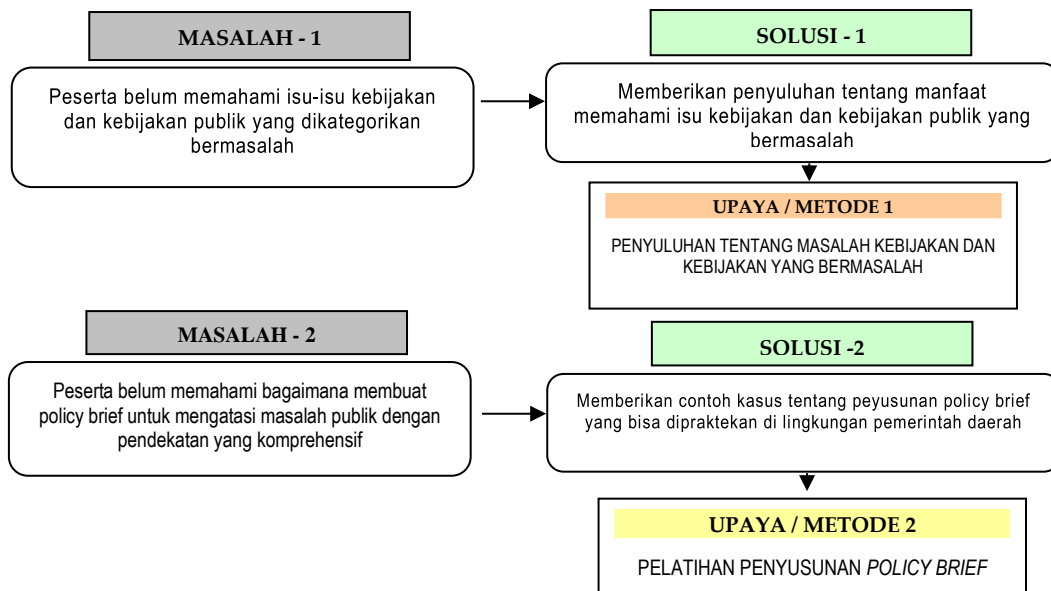 MASALAH - 1
Peserta belum memahami isu-isu kebijakan
dan kebijakan publik yang dikategorikan
bermasalah
SOLUSI - 1
Memberikan penyuluhan tentang manfaat
memahami isu kebijakan dan kebijakan publik yang
bermasalah
UPAYA / METODE 1
PENYULUHAN TENTANG MASALAH KEBIJAKAN DAN
KEBIJAKAN YANG BERMASALAH
MASALAH - 2
Peserta belum memahami bagaimana membuat
policy brief untuk mengatasi masalah publik dengan
pendekatan yang komprehensif
SOLUSI -2
Memberikan contoh kasus tentang peyusunan policy brief
yang bisa dipraktekan di lingkungan pemerintah daerah
UPAYA / METODE 2
PELATIHAN PENYUSUNAN POLICY BRIEF